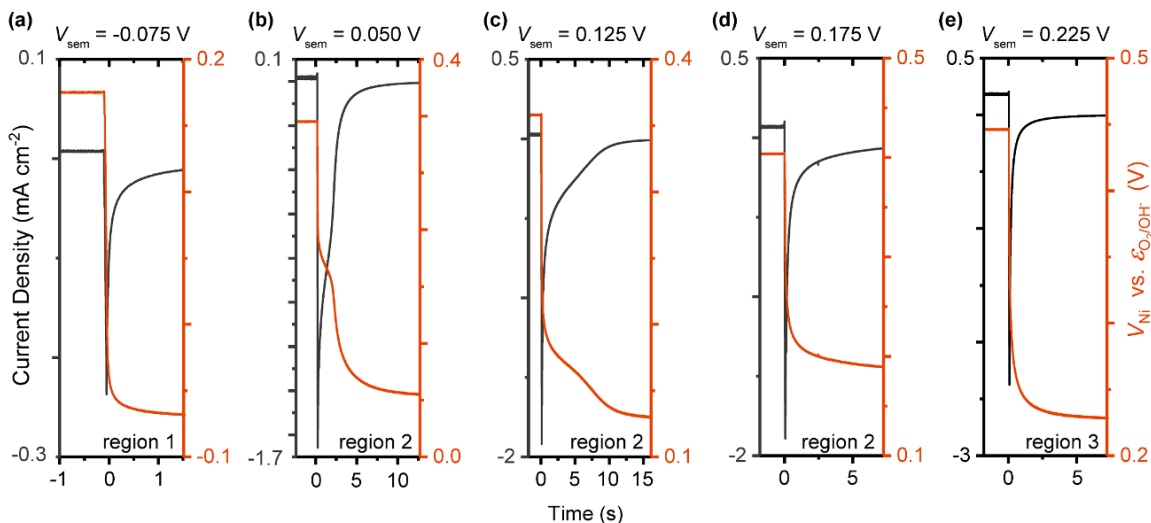 (a) (b) (c) (d) (e)
V_sem = -0.075 V V_sem = 0.050 V V_sem = 0.125 V V_sem = 0.175 V V_sem = 0.225 V
0.1 0.2 0.1 0.4 0.5 0.4 0.5 0.5 0.5 0.5
Current Density (mA cm⁻²)
V_Ni vs. ε_O₂/OH⁻ (V)
region 1 region 2 region 2 region 2 region 3
-0.3 -0.1 -1.7 0.0 -2 0.1 -2 0.1 -3 0.2
-1 0 1 0 5 10 0 5 10 15 0 5 0 5
Time (s)